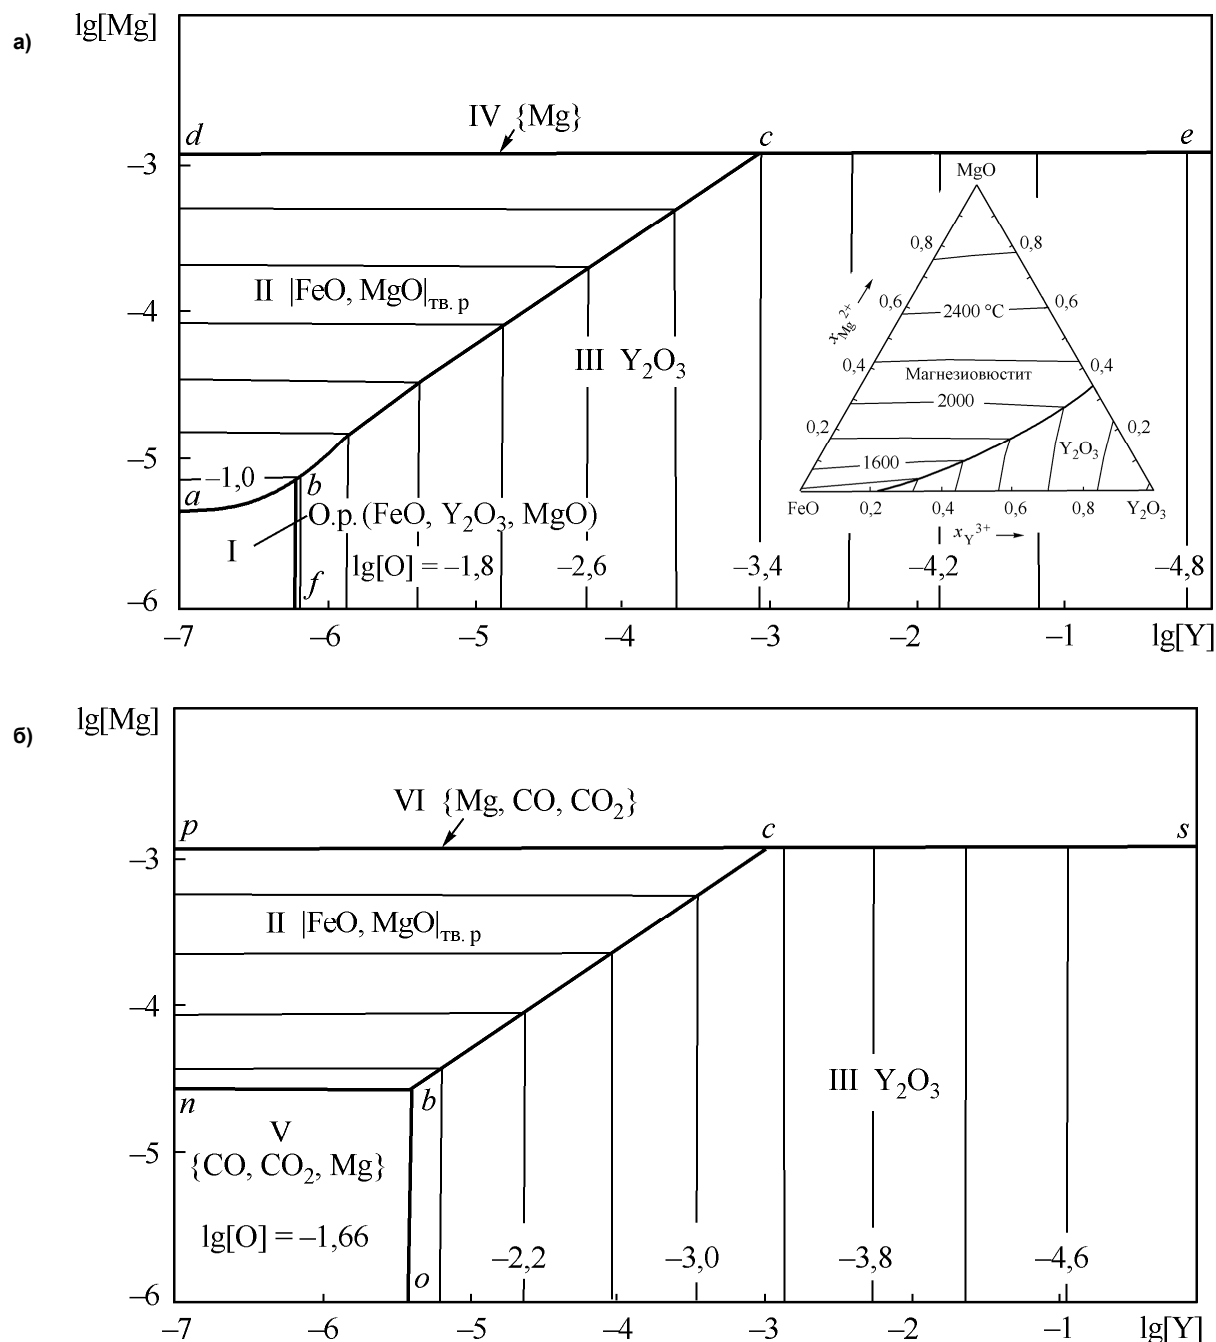 а)
lg[Mg]
IV {Mg}
d
c
e
–3
MgO
0,8
0,8
II |FeO, MgO|тв. р
0,6
2400 °C
0,6
–4
xMg2+
III Y2O3
0,4
Магнезиовюстит
0,4
2000
0,2
0,2
–5
Y2O3
–1,0
1600
a
b
FeO
0,2
0,4
0,6
0,8
Y2O3
О.р. (FeO, Y2O3, MgO)
xY3+
I
f
lg[O] = –1,8
–2,6
–3,4
–4,2
–4,8
–6
–7
–6
–5
–4
–3
–2
–1
lg[Y]
б)
lg[Mg]
VI {Mg, CO, CO2}
p
c
s
–3
II |FeO, MgO|тв. р
–4
III Y2O3
n
b
V
–5
{CO, CO2, Mg}
lg[O] = –1,66
–2,2
–3,0
–3,8
–4,6
o
–6
–7
–6
–5
–4
–3
–2
–1
lg[Y]